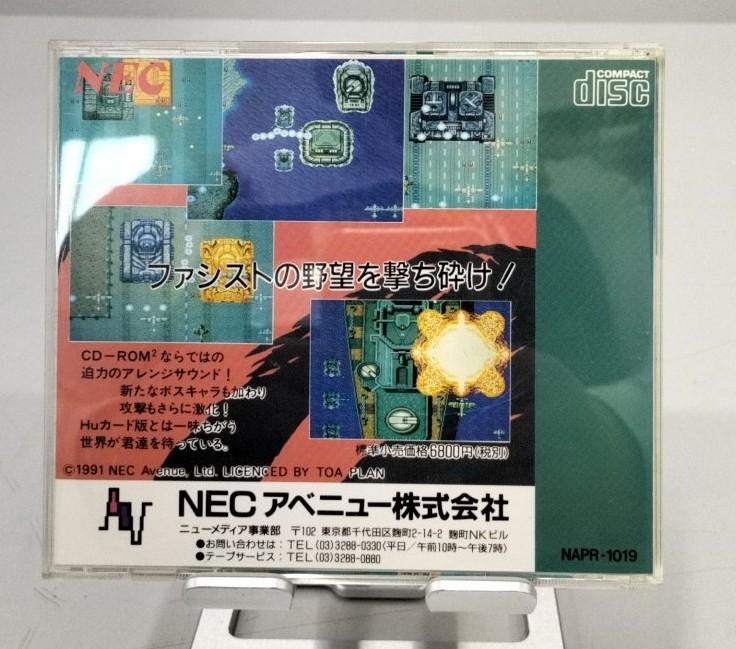 NEC
COMPACT
disc
ファシストの野望を撃ち砕け！
CD-ROM²ならではの
迫力のアレンジサウンド！
新たなボスキャラも加わり
攻撃もさらに激化！
Huカード版とは一味ちがう
世界が君達を待っている。
標準小売価格6800円(税別)
©1991 NEC Avenue, Ltd. LICENCED BY TOA PLAN
NECアベニュー株式会社
ニューメディア事業部 〒102 東京都千代田区麹町2-14-2 麹町NKビル
●お問い合わせは：TEL(03)3288-0330(平日／午前10時〜午後7時)
●テープサービス：TEL(03)3288-0880
NAPR-1019